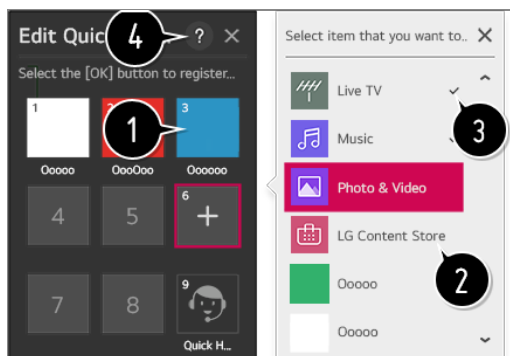 Edit Quic
4
?
Select the [OK] button to register...
1
2
3
1
Ooooo
OooOoo
Oooooo
4
5
6
+
7
8
9
Quick H...
Select item that you want to..
Live TV
3
Music
Photo & Video
LG Content Store
2
Ooooo
Ooooo